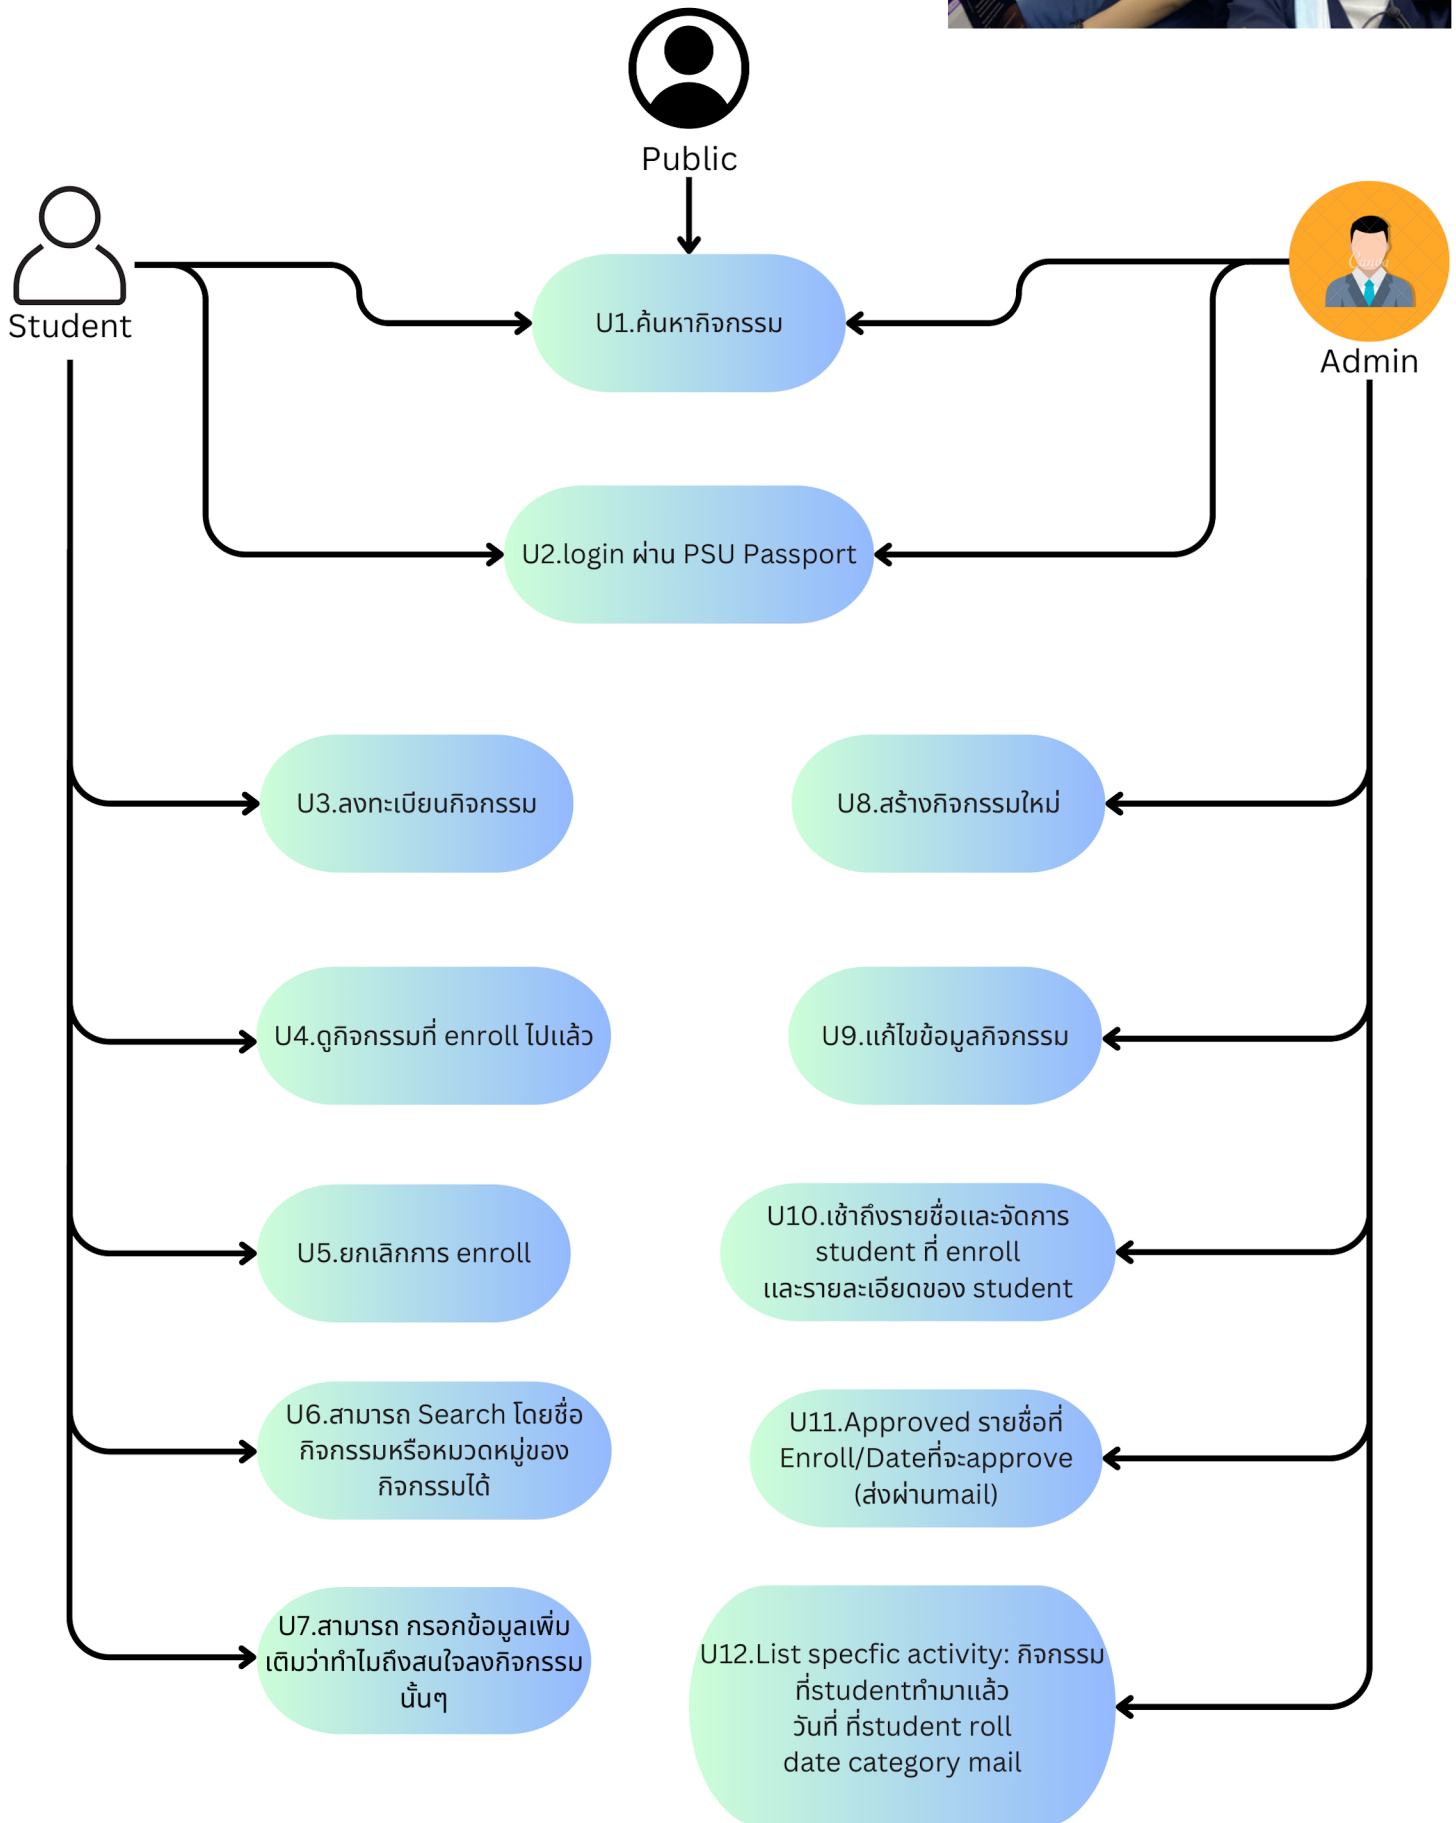 Public
Student
Canva
Admin
U1.ค้นหากิจกรรม
U2.login ผ่าน PSU Passport
U3.ลงทะเบียนกิจกรรม
U8.สร้างกิจกรรมใหม่
U4.ดูกิจกรรมที่ enroll ไปแล้ว
U9.แก้ไขข้อมูลกิจกรรม
U5.ยกเลิกการ enroll
U10.เช้าถึงรายชื่อและจัดการ
student ที่ enroll
และรายละเอียดของ student
U6.สามารถ Search โดยชื่อ
กิจกรรมหรือหมวดหมู่ของ
กิจกรรมได้
U11.Approved รายชื่อที่
Enroll/Dateที่จะapprove
(ส่งผ่านmail)
U7.สามารถ กรอกข้อมูลเพิ่ม
เติมว่าทำไมถึงสนใจลงกิจกรรม
นั้นๆ
U12.List specfic activity: กิจกรรม
ที่studentทำมาแล้ว
วันที่ ที่student roll
date category mail